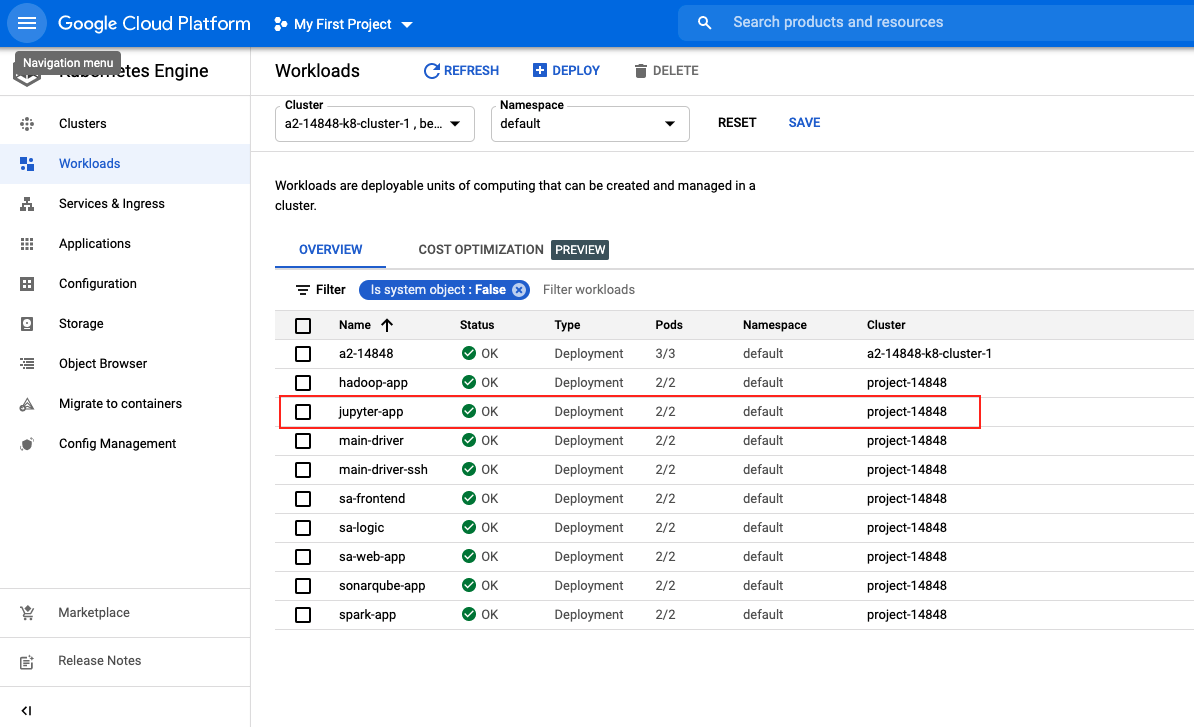 Google Cloud Platform My First Project Search products and resources
Navigation menu
Kubernetes Engine Workloads REFRESH DEPLOY DELETE
Clusters
Workloads
Services & Ingress
Applications
Configuration
Storage
Object Browser
Migrate to containers
Config Management
Marketplace
Release Notes
Cluster Namespace
a2-14848-k8-cluster-1 , be... default RESET SAVE
Workloads are deployable units of computing that can be created and managed in a
cluster.
OVERVIEW COST OPTIMIZATION PREVIEW
Filter Is system object : False Filter workloads
Name Status Type Pods Namespace Cluster
a2-14848 OK Deployment 3/3 default a2-14848-k8-cluster-1
hadoop-app OK Deployment 2/2 default project-14848
jupyter-app OK Deployment 2/2 default project-14848
main-driver OK Deployment 2/2 default project-14848
main-driver-ssh OK Deployment 2/2 default project-14848
sa-frontend OK Deployment 2/2 default project-14848
sa-logic OK Deployment 2/2 default project-14848
sa-web-app OK Deployment 2/2 default project-14848
sonarqube-app OK Deployment 2/2 default project-14848
spark-app OK Deployment 2/2 default project-14848